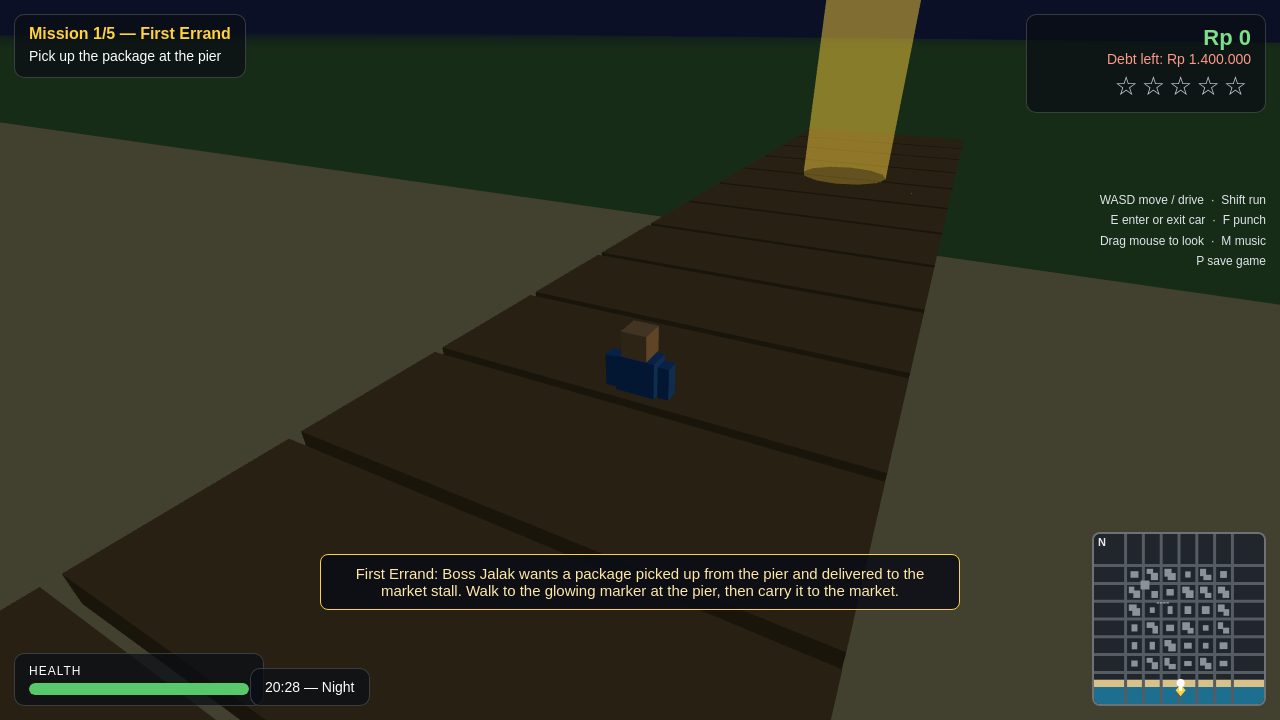 Mission 1/5 — First Errand
Pick up the package at the pier
Rp 0
Debt left: Rp 1.400.000
WASD move / drive · Shift run
E enter or exit car · F punch
Drag mouse to look · M music
P save game
First Errand: Boss Jalak wants a package picked up from the pier and delivered to the
market stall. Walk to the glowing marker at the pier, then carry it to the market.
HEALTH
20:28 — Night
N